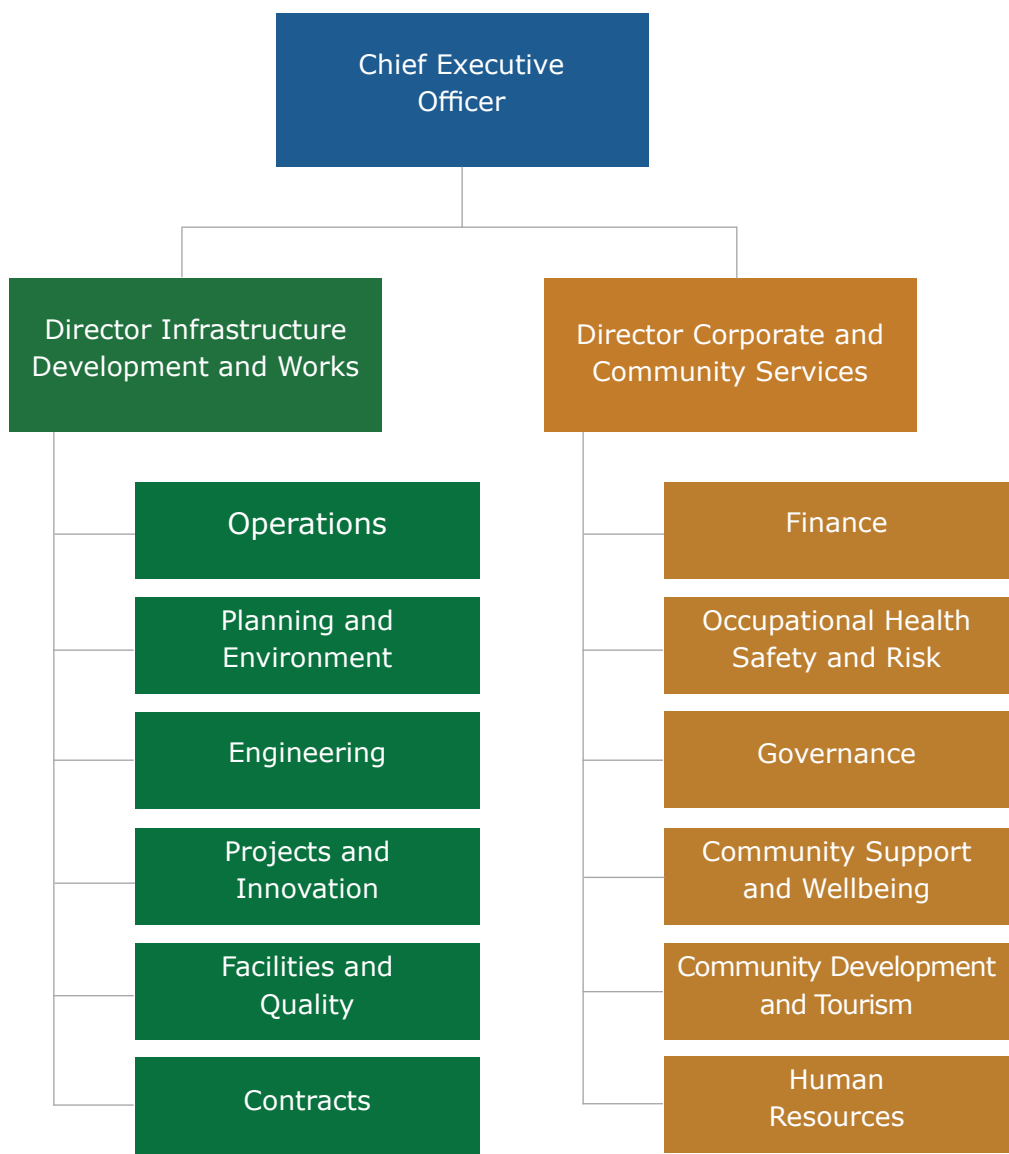 Chief Executive
Officer
Director Infrastructure
Development and Works
Director Corporate and
Community Services
Operations
Planning and
Environment
Engineering
Projects and
Innovation
Facilities and
Quality
Contracts
Finance
Occupational Health
Safety and Risk
Governance
Community Support
and Wellbeing
Community Development
and Tourism
Human
Resources